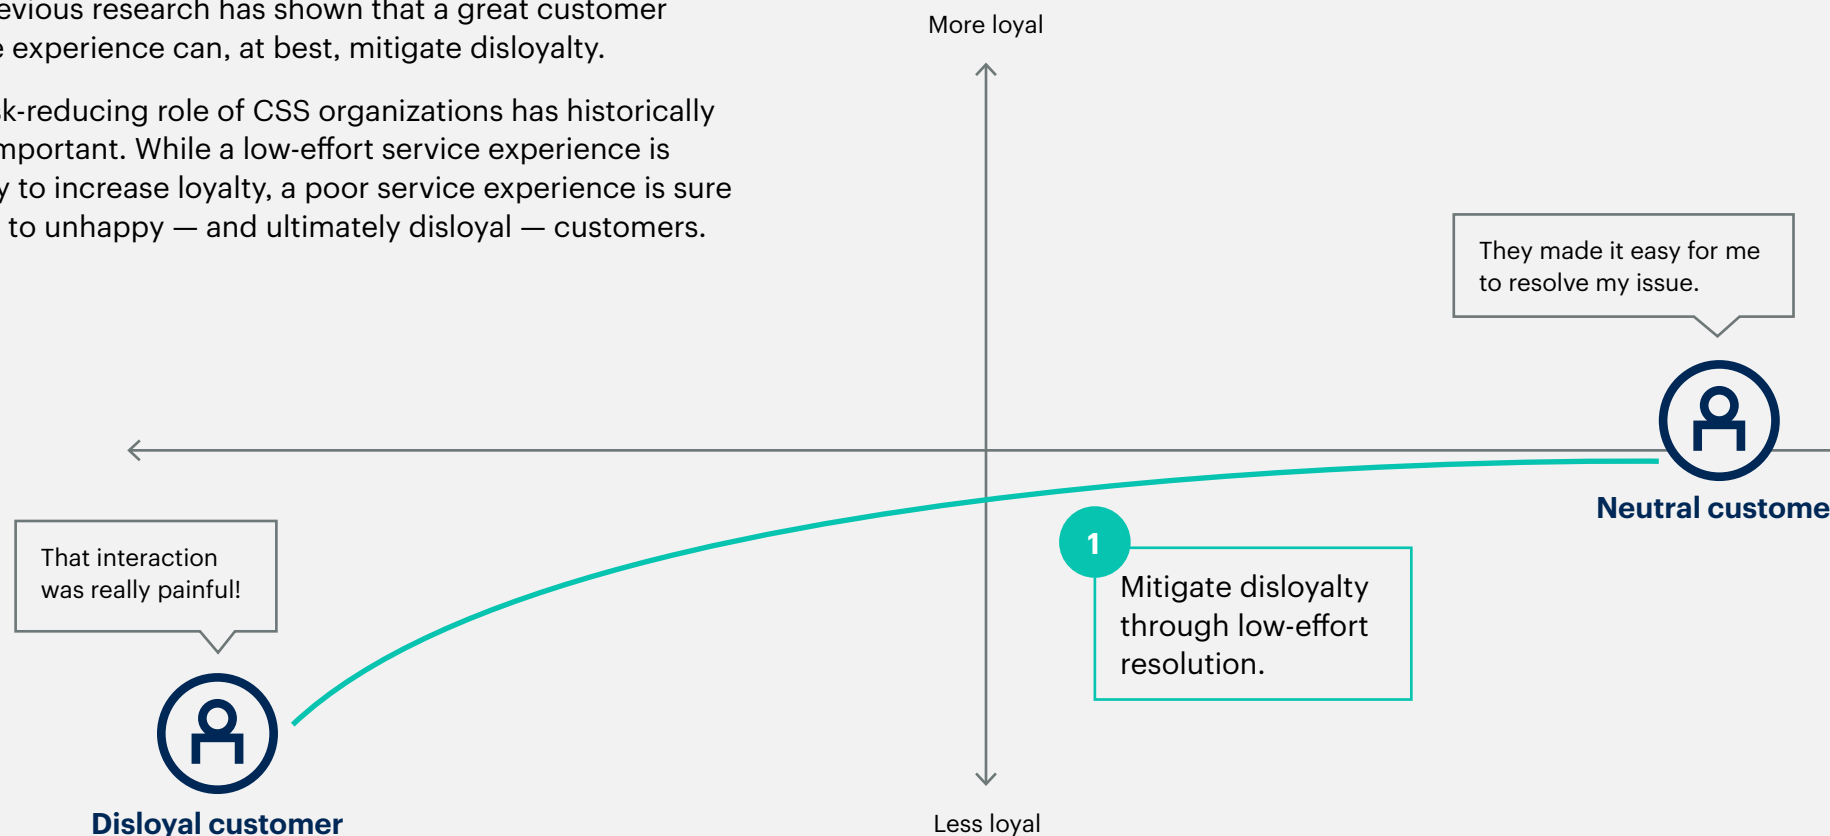 evious research has shown that a great customer
e experience can, at best, mitigate disloyalty.
sk-reducing role of CSS organizations has historically
mportant. While a low-effort service experience is
y to increase loyalty, a poor service experience is sure
to unhappy — and ultimately disloyal — customers.
More loyal
They made it easy for me
to resolve my issue.
Neutral custome
That interaction
was really painful!
1
Mitigate disloyalty
through low-effort
resolution.
Disloyal customer
Less loyal